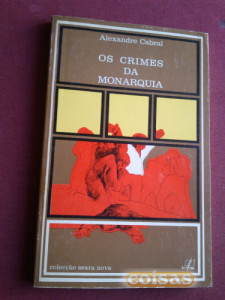 Alexandre Cabral
OS CRIMES
DA
MONARQUIA
colecção seara nova
coisas